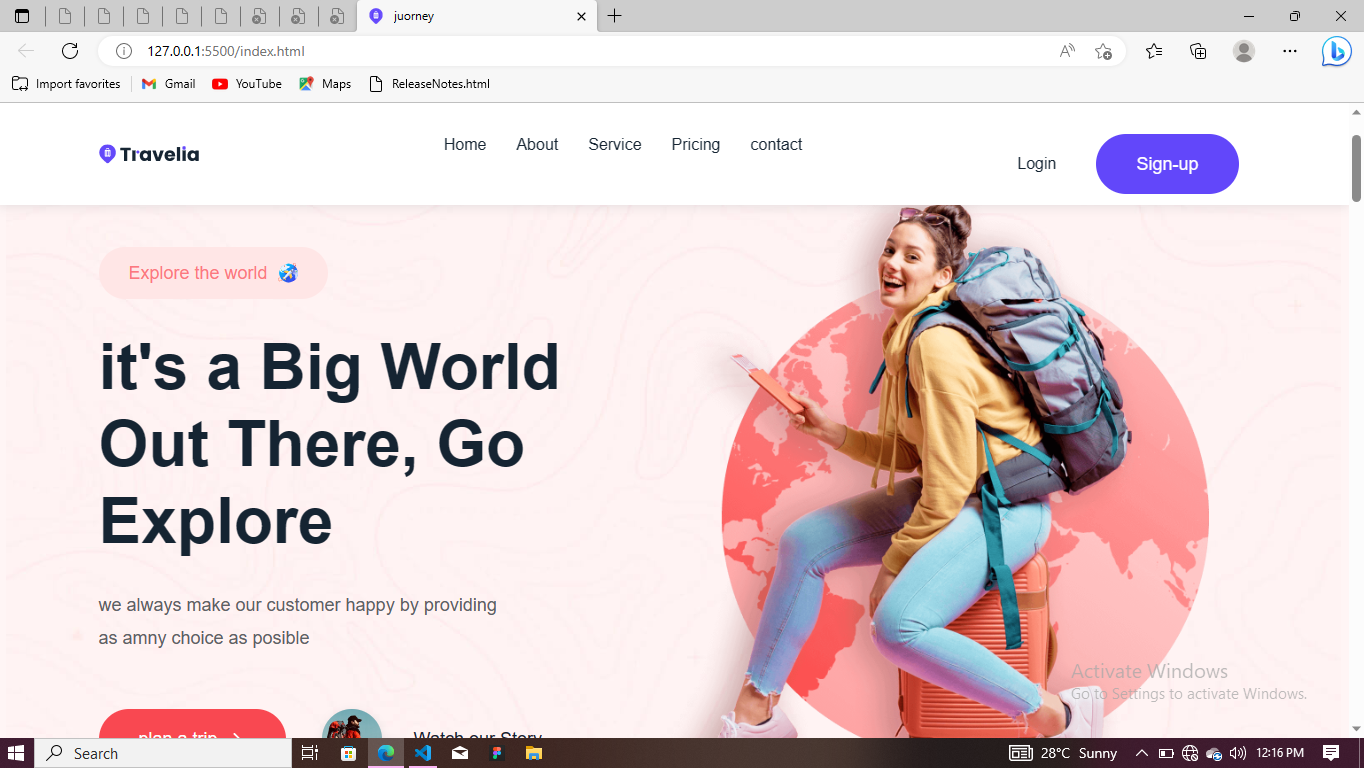 juorney
127.0.0.1:5500/index.html
Import favorites
Gmail
YouTube
Maps
ReleaseNotes.html
Travelia
Home
About
Service
Pricing
contact
Login
Sign-up
Explore the world
it's a Big World
Out There, Go
Explore
we always make our customer happy by providing
as amny choice as posible
plan a trip
Watch our Story
Activate Windows
Go to Settings to activate Windows.
Search
28°C Sunny
12:16 PM